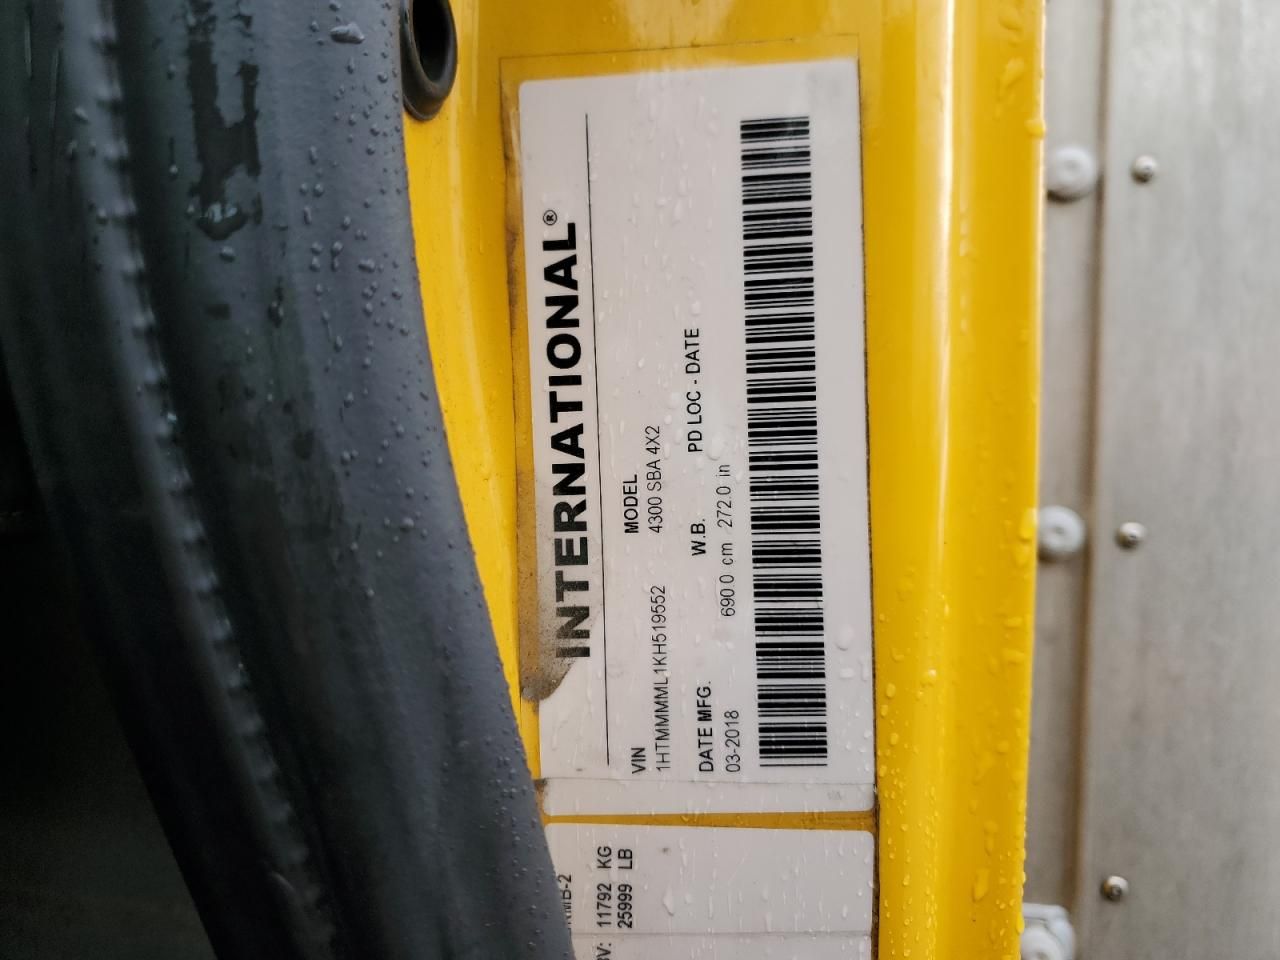 INTERNATIONAL®
VIN
1HTMMMML1KH519552
MODEL
4300 SBA 4X2
DATE MFG.
03-2018
W.B.
690.0 cm 272.0 in
PD LOC - DATE
11792 KG
25999 LB